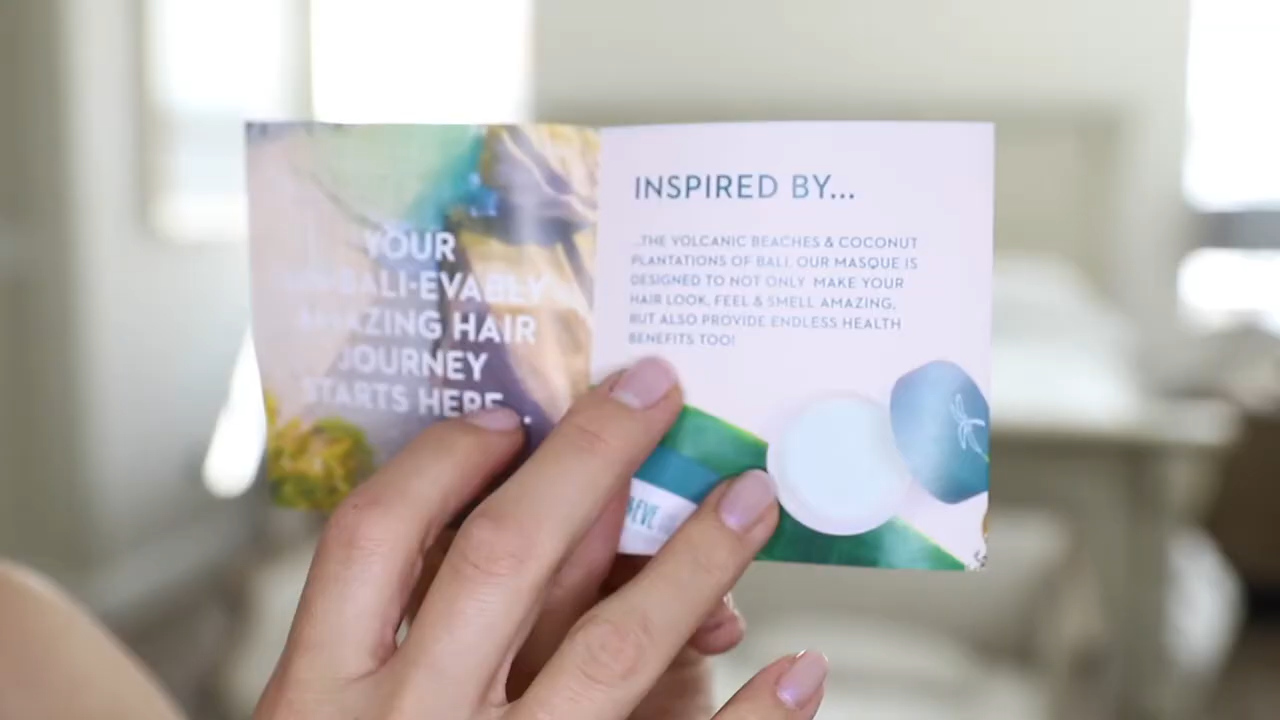 YOUR
BALI-EVABLY
AMAZING HAIR
JOURNEY
STARTS HERE...
INSPIRED BY...
...THE VOLCANIC BEACHES & COCONUT
PLANTATIONS OF BALI, OUR MASQUE IS
DESIGNED TO NOT ONLY MAKE YOUR
HAIR LOOK, FEEL & SMELL AMAZING,
BUT ALSO PROVIDE ENDLESS HEALTH
BENEFITS TOO!